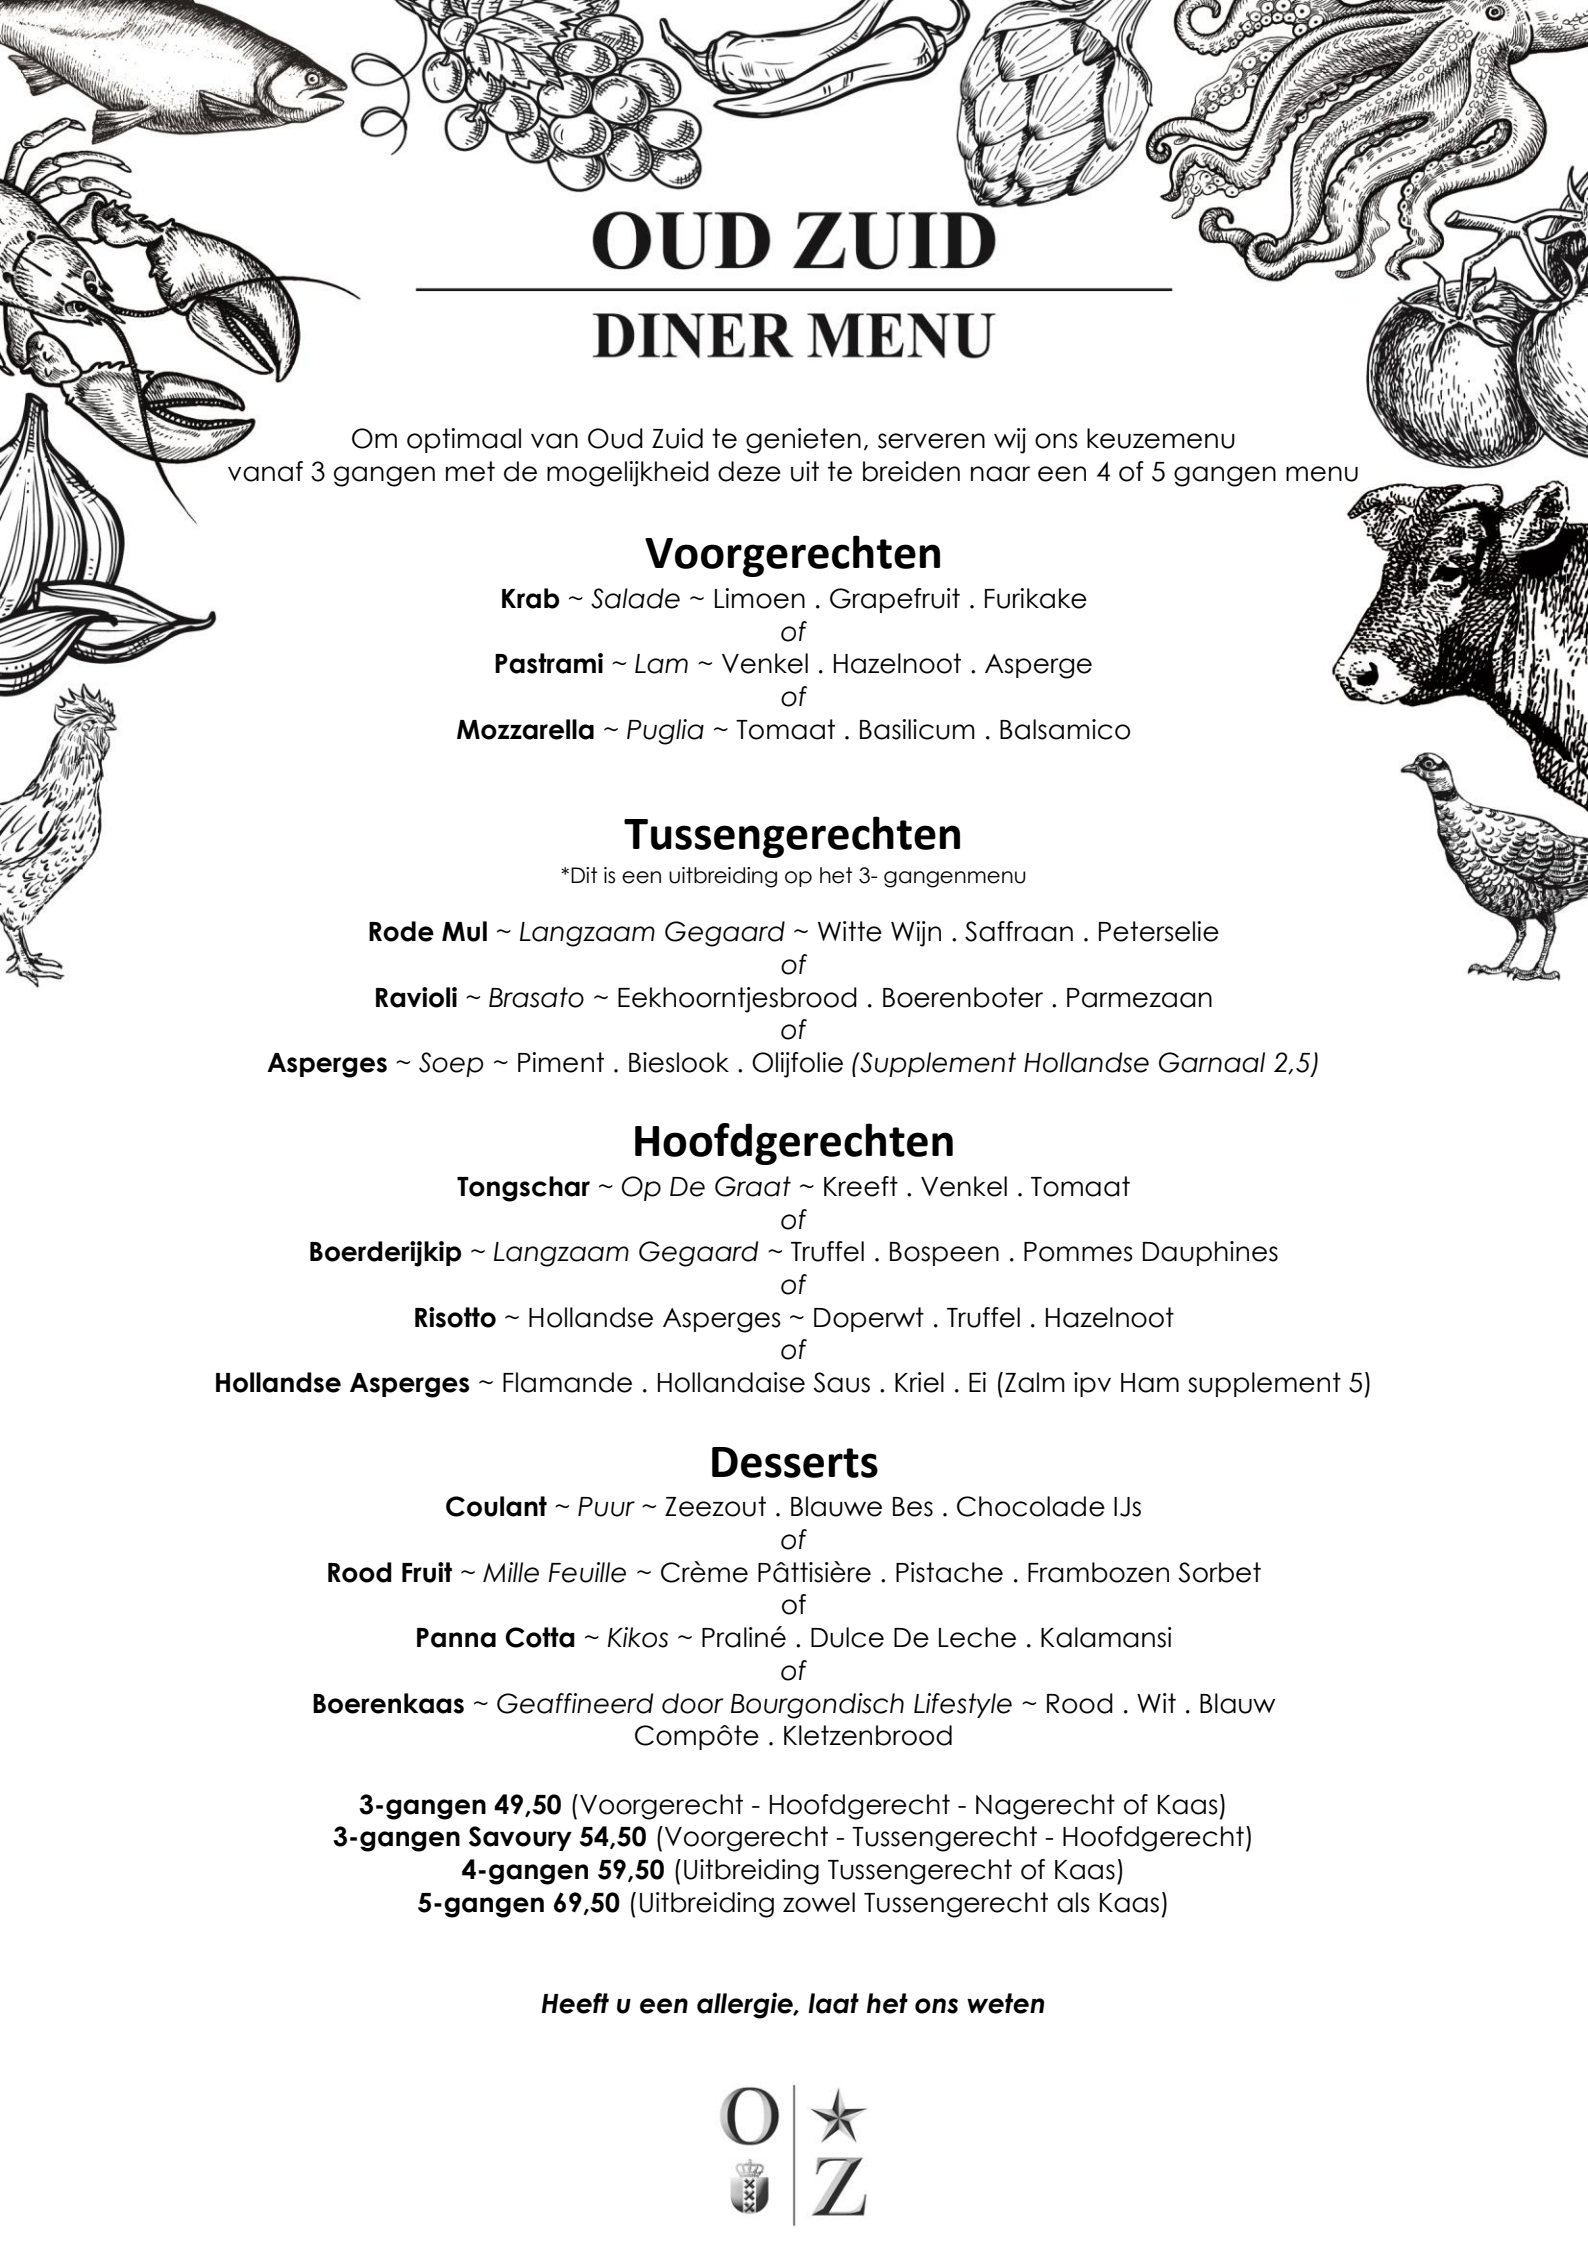 OUD ZUID
DINER MENU
Om optimaal van Oud Zuid te genieten, serveren wij ons keuzemenu
vanaf 3 gangen met de mogelijkheid deze uit te breiden naar een 4 of 5 gangen menu
Voorgerechten
Krab ~ Salade ~ Limoen . Grapefruit . Furikake
of
Pastrami ~ Lam ~ Venkel . Hazelnoot . Asperge
of
Mozzarella ~ Puglia ~ Tomaat . Basilicum . Balsamico
Tussengerechten
*Dit is een uitbreiding op het 3- gangenmenu
Rode Mul ~ Langzaam Gegaard ~ Witte Wijn . Saffraan . Peterselie
of
Ravioli ~ Brasato ~ Eekhoorntjesbrood . Boerenboter . Parmezaan
of
Asperges ~ Soep ~ Piment . Bieslook . Olijfolie (Supplement Hollandse Garnaal 2,5)
Hoofdgerechten
Tongschar ~ Op De Graat ~ Kreeft . Venkel . Tomaat
of
Boerderijkip ~ Langzaam Gegaard ~ Truffel . Bospeen . Pommes Dauphines
of
Risotto ~ Hollandse Asperges ~ Doperwt . Truffel . Hazelnoot
of
Hollandse Asperges ~ Flamande . Hollandaise Saus . Kriel . Ei (Zalm ipv Ham supplement 5)
Desserts
Coulant ~ Puur ~ Zeezout . Blauwe Bes . Chocolade IJs
of
Rood Fruit ~ Mille Feuille ~ Crème Pâttisière . Pistache . Frambozen Sorbet
of
Panna Cotta ~ Kikos ~ Praliné . Dulce De Leche . Kalamansi
of
Boerenkaas ~ Geaffineerd door Bourgondisch Lifestyle ~ Rood . Wit . Blauw
Compôte . Kletzenbrood
3-gangen 49,50 (Voorgerecht - Hoofdgerecht - Nagerecht of Kaas)
3-gangen Savoury 54,50 (Voorgerecht - Tussengerecht - Hoofdgerecht)
4-gangen 59,50 (Uitbreiding Tussengerecht of Kaas)
5-gangen 69,50 (Uitbreiding zowel Tussengerecht als Kaas)
Heeft u een allergie, laat het ons weten
O
Z